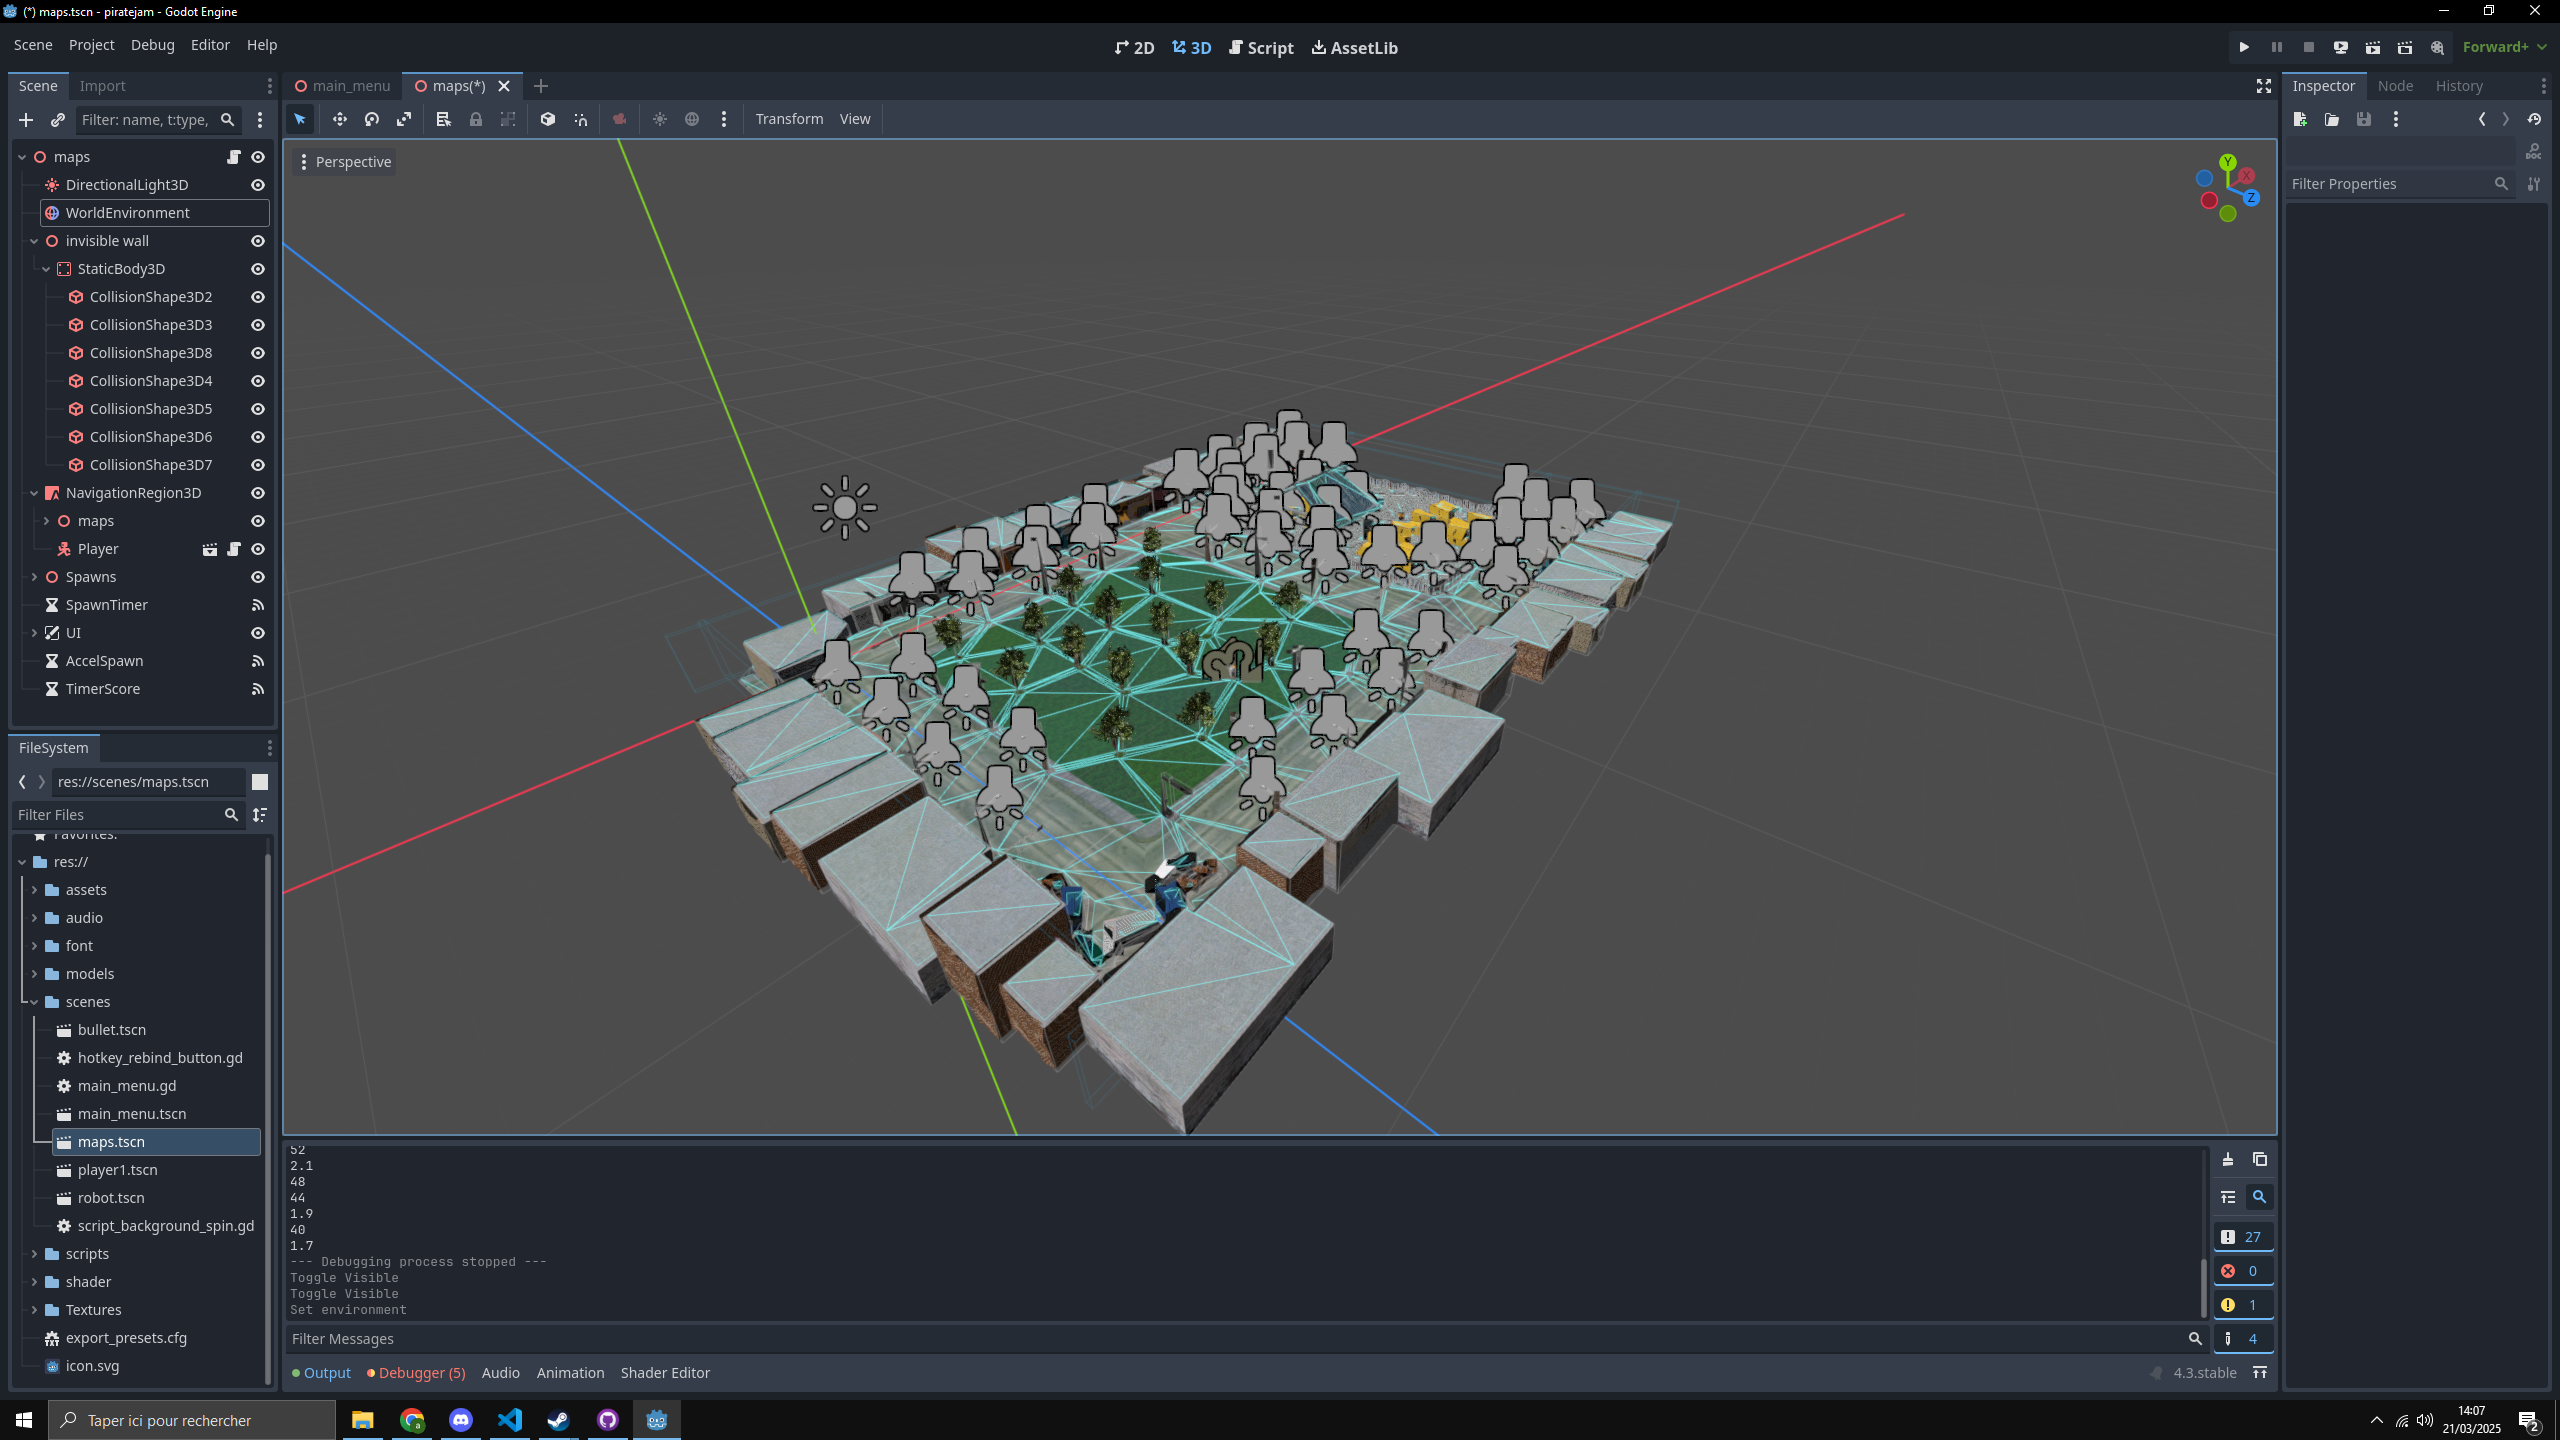 (*) maps.tscn - piratejam - Godot Engine
Scene Project Debug Editor Help
2D 3D Script AssetLib
Forward+
Scene Import
main_menu maps(*)
Inspector Node History
Filter: name, t:type,
Transform View
maps
Perspective
DirectionalLight3D
Filter Properties
WorldEnvironment
invisible wall
StaticBody3D
CollisionShape3D2
CollisionShape3D3
CollisionShape3D8
CollisionShape3D4
CollisionShape3D5
CollisionShape3D6
CollisionShape3D7
NavigationRegion3D
maps
Player
Spawns
SpawnTimer
UI
AccelSpawn
TimerScore
Y
X
Z
FileSystem
res://scenes/maps.tscn
Filter Files
Favorites:
res://
assets
audio
font
models
scenes
bullet.tscn
hotkey_rebind_button.gd
main_menu.gd
main_menu.tscn
maps.tscn
player1.tscn
robot.tscn
script_background_spin.gd
scripts
shader
Textures
export_presets.cfg
icon.svg
52
2.1
48
44
1.9
40
1.7
--- Debugging process stopped ---
Toggle Visible
Toggle Visible
Set environment
27
0
1
4
Filter Messages
Output Debugger (5) Audio Animation Shader Editor
4.3.stable
Taper ici pour rechercher
14:07
21/03/2025
2